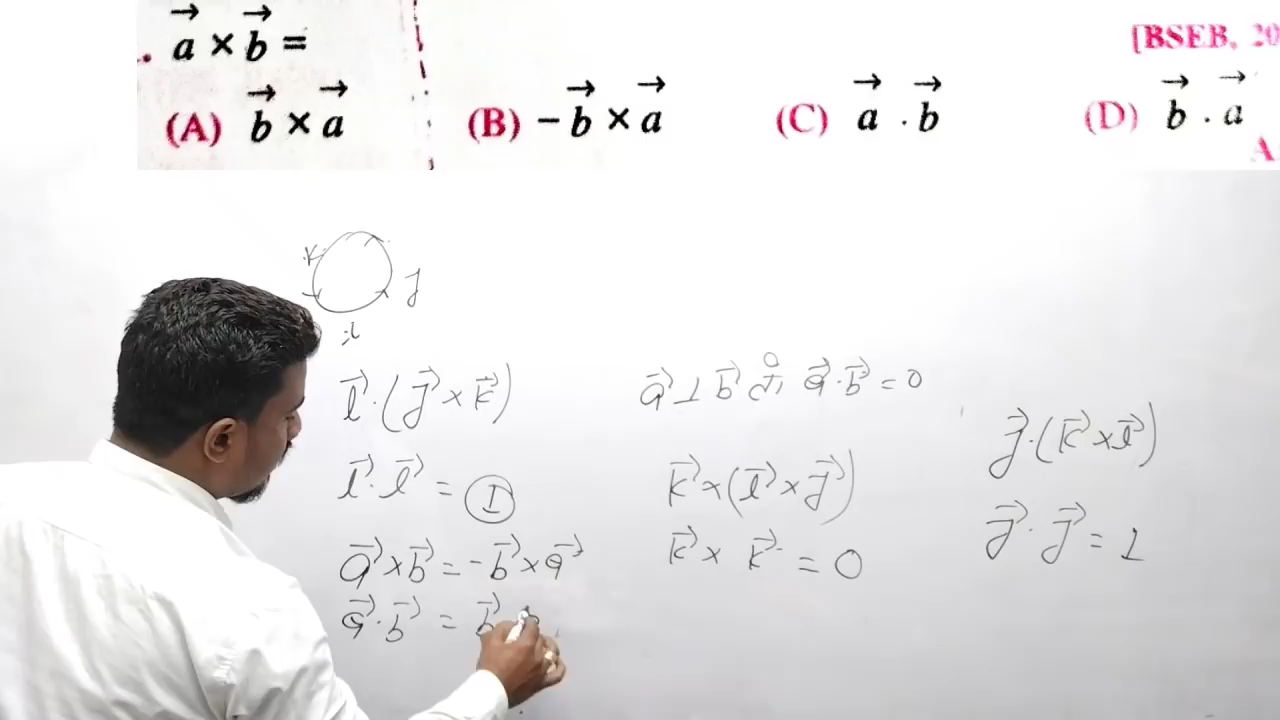 a⃗ × b⃗ =
[BSEB, 20
(A) b⃗ × a⃗ (B) − b⃗ × a⃗ (C) a⃗ . b⃗ (D) b⃗ . a⃗
A
k
j
i
i⃗ · (j⃗ × k⃗)
i⃗ · i⃗ = 1
a⃗ × b⃗ = - b⃗ × a⃗
a⃗ · b⃗ = b⃗
a⃗ ⊥ b⃗ तो a⃗ · b⃗ = 0
k⃗ × (i⃗ × j⃗)
k⃗ × k⃗ = 0
j⃗ · (k⃗ × i⃗)
j⃗ · j⃗ = 1